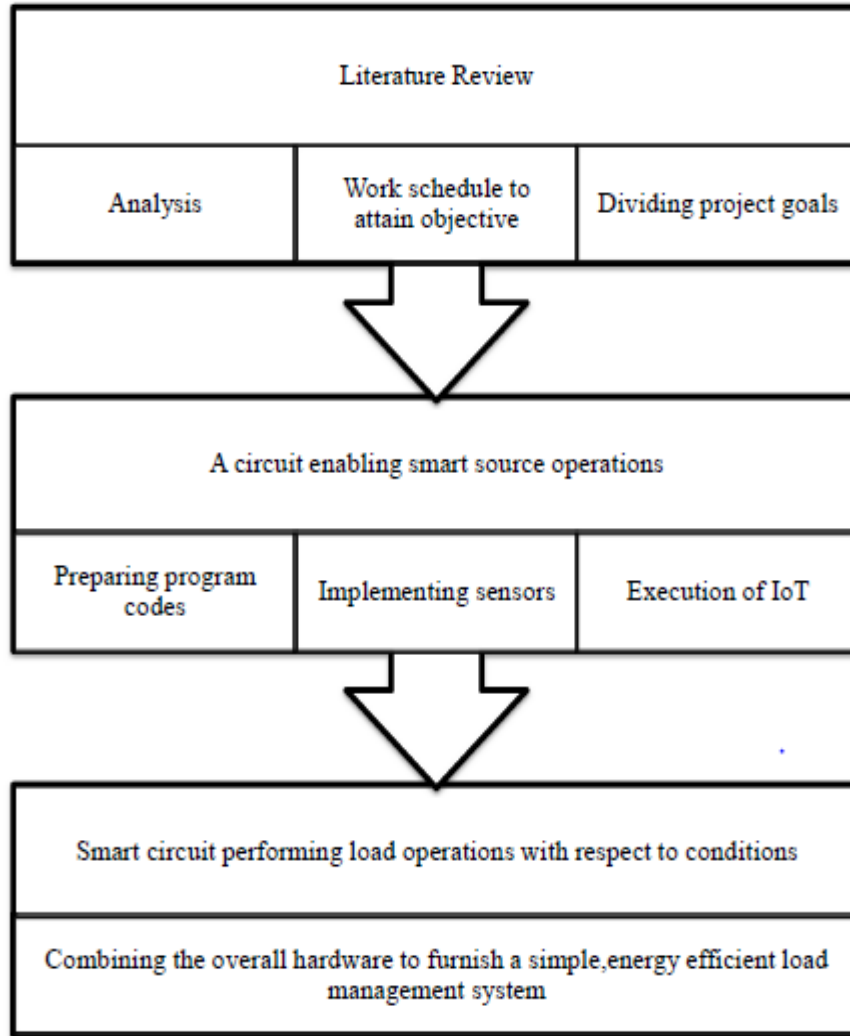 Literature Review
Analysis
Work schedule to
attain objective
Dividing project goals
A circuit enabling smart source operations
Preparing program
codes
Implementing sensors
Execution of IoT
Smart circuit performing load operations with respect to conditions
Combining the overall hardware to furnish a simple,energy efficient load
management system